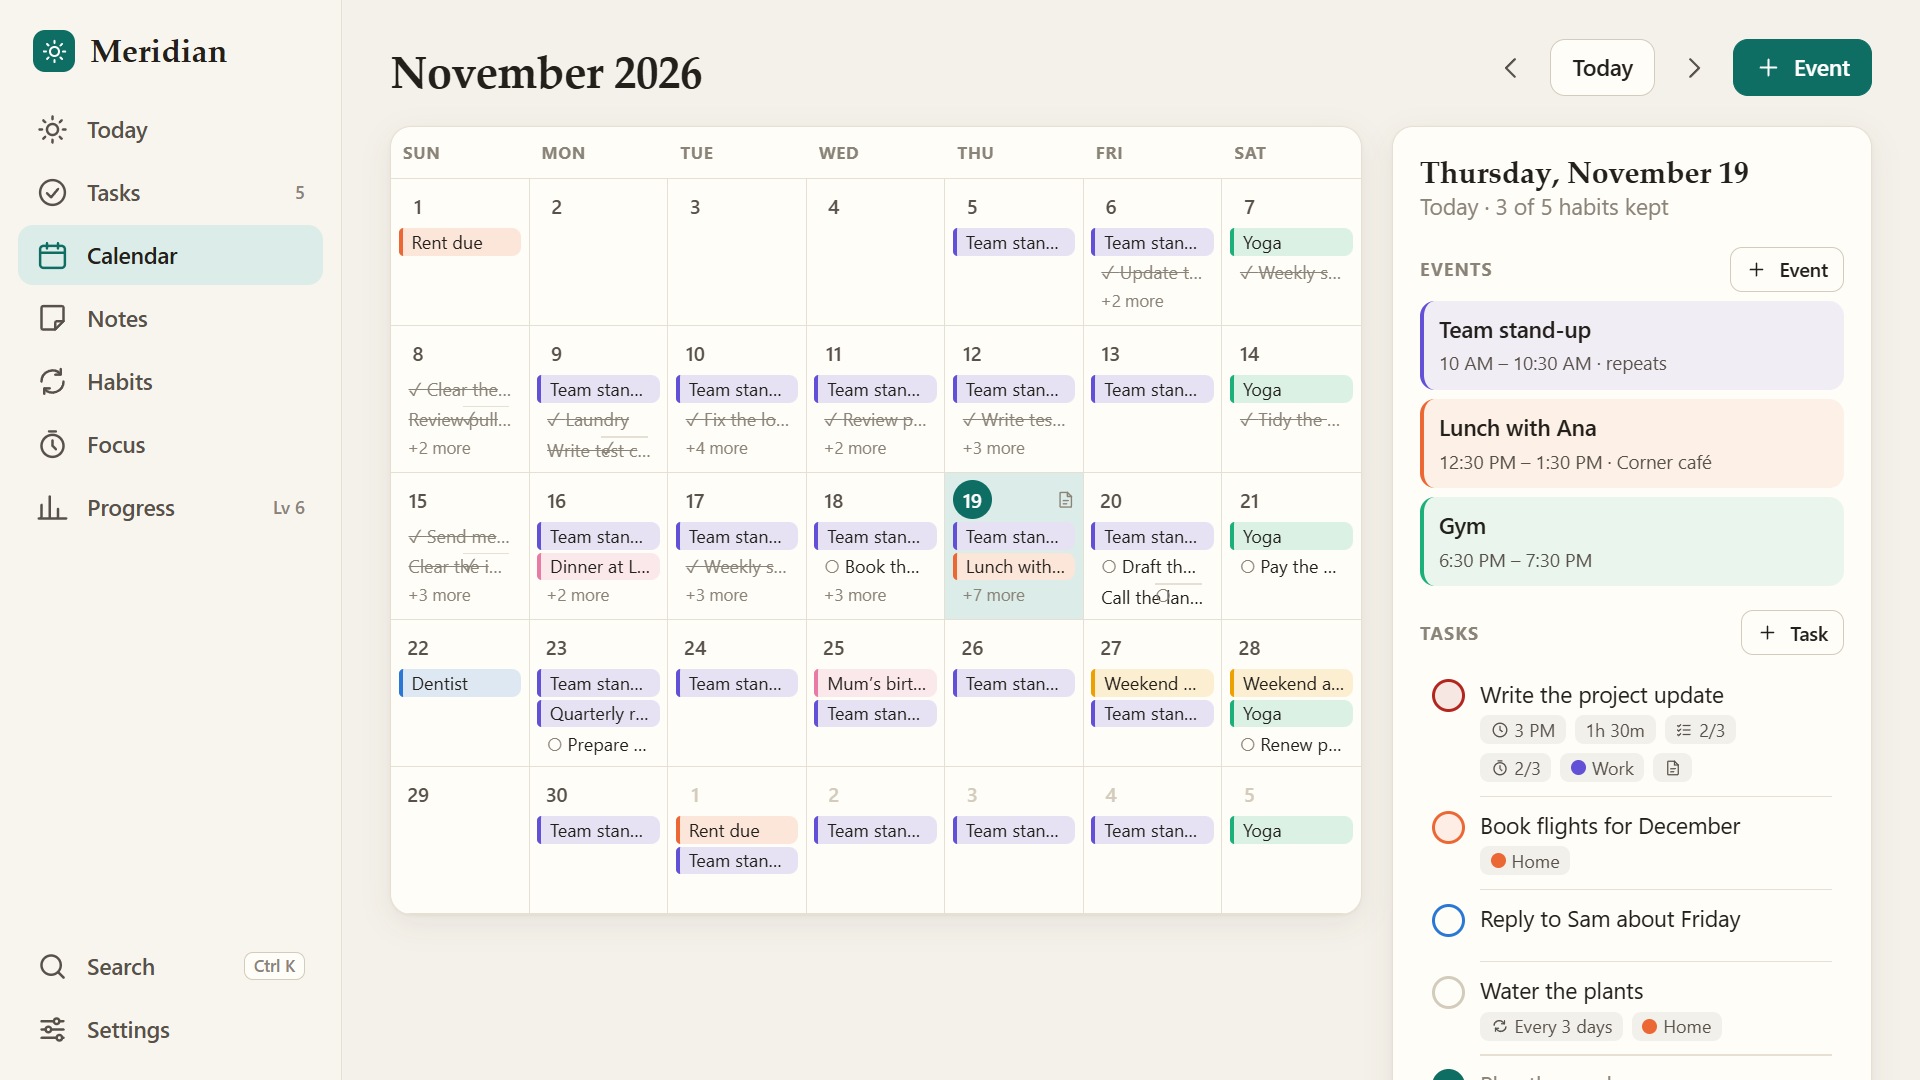 Meridian
Today
Tasks 5
Calendar
Notes
Habits
Focus
Progress Lv 6
Search Ctrl K
Settings
November 2026
Today
+ Event
SUN MON TUE WED THU FRI SAT
1 2 3 4 5 6 7
Rent due Team stan... Team stan... Yoga
✓ Update t... ✓ Weekly s...
+2 more
8 9 10 11 12 13 14
✓ Clear the... Team stan... Team stan... Team stan... Team stan... Team stan... Yoga
Review pull... ✓ Laundry ✓ Fix the lo... ✓ Review p... ✓ Write tes... ✓ Tidy the ...
+2 more Write test c... +4 more +2 more +3 more
15 16 17 18 19 20 21
✓ Send me... Team stan... Team stan... Team stan... Team stan... Team stan... Yoga
Clear the i... Dinner at L... ✓ Weekly s... Book th... Lunch with... Draft th... Pay the ...
+3 more +2 more +3 more +3 more +7 more Call the lan...
22 23 24 25 26 27 28
Dentist Team stan... Team stan... Mum's birt... Team stan... Weekend ... Weekend a...
Quarterly r... Team stan... Team stan... Yoga
Prepare ... Renew p...
29 30 1 2 3 4 5
Team stan... Rent due Team stan... Team stan... Team stan... Yoga
Team stan...
Thursday, November 19
Today · 3 of 5 habits kept
EVENTS + Event
Team stand-up
10 AM – 10:30 AM · repeats
Lunch with Ana
12:30 PM – 1:30 PM · Corner café
Gym
6:30 PM – 7:30 PM
TASKS + Task
Write the project update
3 PM 1h 30m 2/3
2/3 Work
Book flights for December
Home
Reply to Sam about Friday
Water the plants
Every 3 days Home